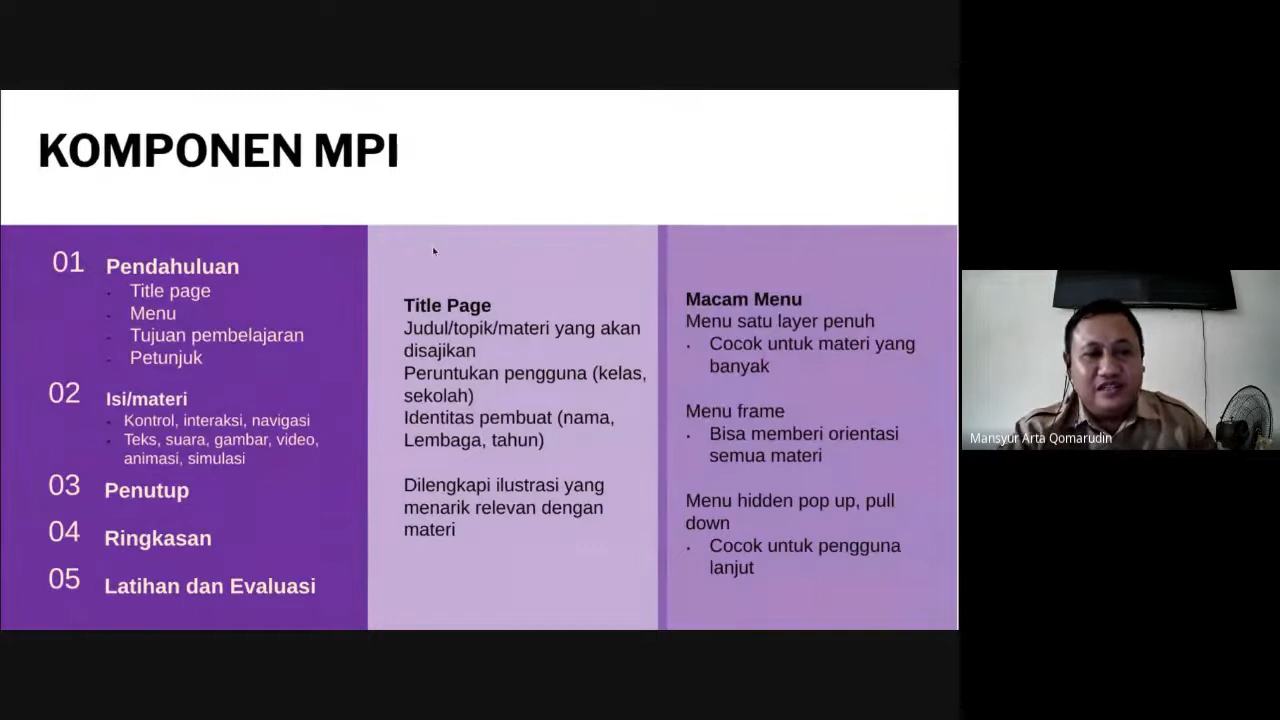 KOMPONEN MPI
01
Pendahuluan
Title page
Menu
Tujuan pembelajaran
Petunjuk
02
Isi/materi
Kontrol, interaksi, navigasi
Teks, suara, gambar, video,
animasi, simulasi
03
Penutup
04
Ringkasan
05
Latihan dan Evaluasi
Title Page
Judul/topik/materi yang akan
disajikan
Peruntukan pengguna (kelas,
sekolah)
Identitas pembuat (nama,
Lembaga, tahun)
Dilengkapi ilustrasi yang
menarik relevan dengan
materi
Macam Menu
Menu satu layer penuh
Cocok untuk materi yang
banyak
Menu frame
Bisa memberi orientasi
semua materi
Menu hidden pop up, pull
down
Cocok untuk pengguna
lanjut
Mansyur Arta Qomarudin